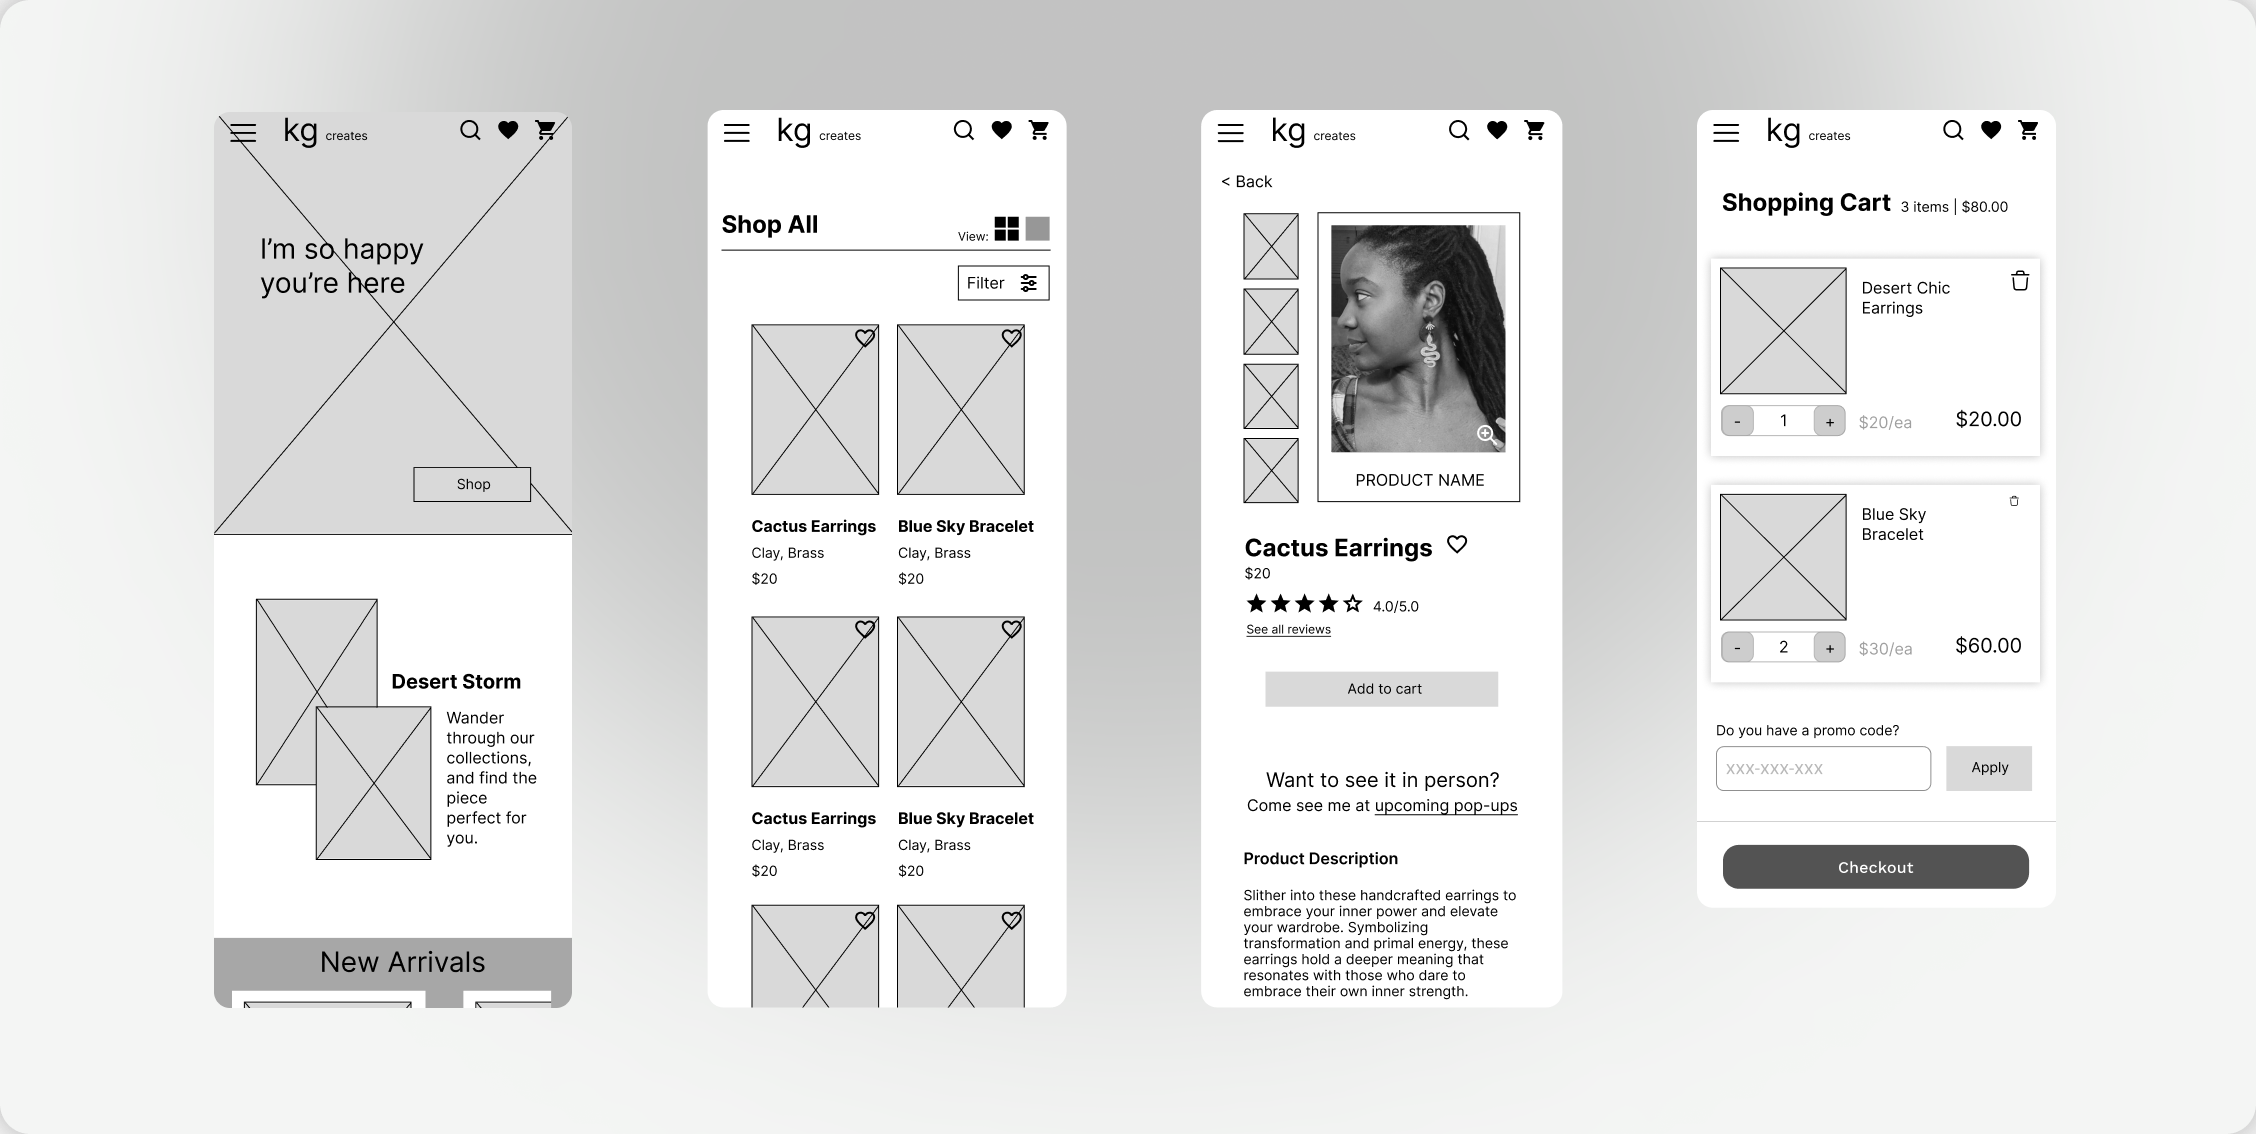 kg creates
I'm so happy
you're here
Shop
Desert Storm
Wander
through our
collections,
and find the
piece
perfect for
you.
New Arrivals
kg creates
Shop All
View:
Filter
Cactus Earrings
Clay, Brass
$20
Blue Sky Bracelet
Clay, Brass
$20
Cactus Earrings
Clay, Brass
$20
Blue Sky Bracelet
Clay, Brass
$20
kg creates
< Back
PRODUCT NAME
Cactus Earrings
$20
4.0/5.0
See all reviews
Add to cart
Want to see it in person?
Come see me at upcoming pop-ups
Product Description
Slither into these handcrafted earrings to
embrace your inner power and elevate
your wardrobe. Symbolizing
transformation and primal energy, these
earrings hold a deeper meaning that
resonates with those who dare to
embrace their own inner strength.
kg creates
Shopping Cart 3 items | $80.00
Desert Chic
Earrings
- 1 + $20/ea $20.00
Blue Sky
Bracelet
- 2 + $30/ea $60.00
Do you have a promo code?
xxx-xxx-xxx Apply
Checkout